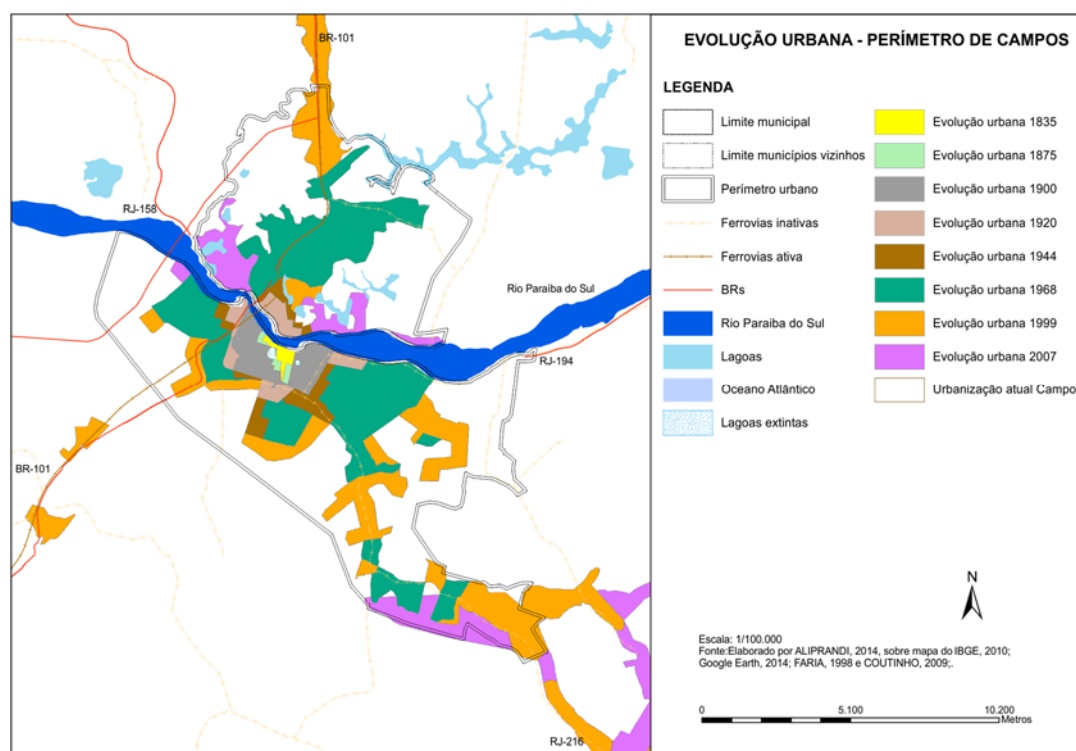 BR-101
RJ-158
Rio Paraiba do Sul
RJ-194
BR-101
RJ-216
EVOLUÇÃO URBANA - PERÍMETRO DE CAMPOS
LEGENDA
Limite municipal
Limite municípios vizinhos
Perímetro urbano
Ferrovias inativas
Ferrovias ativa
BRs
Rio Paraiba do Sul
Lagoas
Oceano Atlântico
Lagoas extintas
Evolução urbana 1835
Evolução urbana 1875
Evolução urbana 1900
Evolução urbana 1920
Evolução urbana 1944
Evolução urbana 1968
Evolução urbana 1999
Evolução urbana 2007
Urbanização atual Campo
N
Escala: 1/100.000
Fonte:Elaborado por ALIPRANDI, 2014, sobre mapa do IBGE, 2010;
Google Earth, 2014; FARIA, 1998 e COUTINHO, 2009;.
0 5.100 10.200
Metros